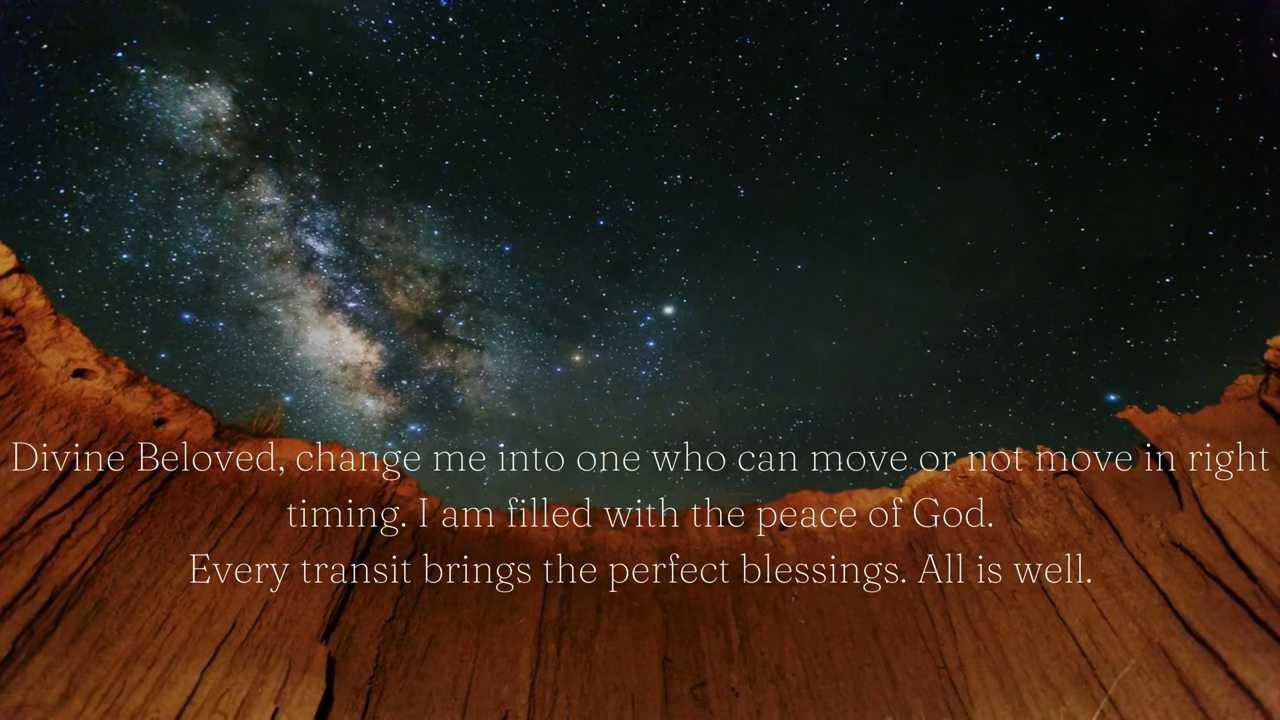 Divine Beloved, change me into one who can move or not move in right
timing. I am filled with the peace of God.
Every transit brings the perfect blessings. All is well.